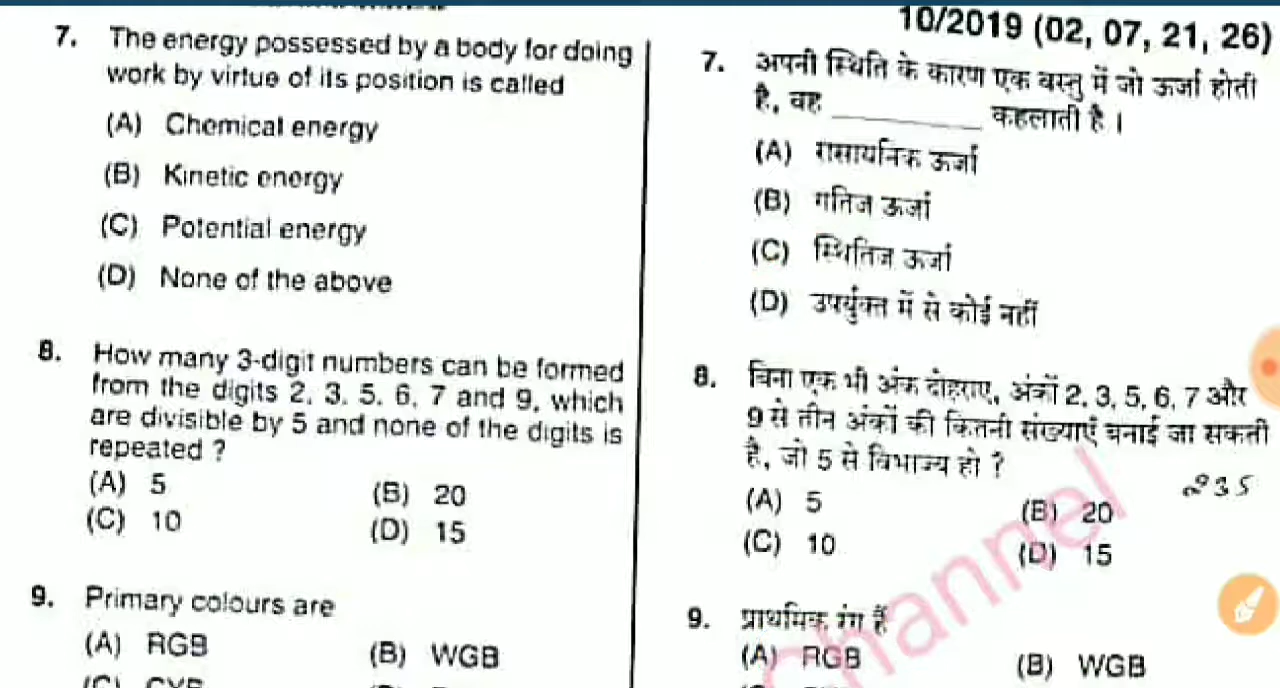 10/2019 (02, 07, 21, 26)
7. The energy possessed by a body for doing
work by virtue of its position is called
(A) Chemical energy
(B) Kinetic energy
(C) Potential energy
(D) None of the above
8. How many 3-digit numbers can be formed
from the digits 2, 3, 5, 6, 7 and 9, which
are divisible by 5 and none of the digits is
repeated ?
(A) 5 (B) 20
(C) 10 (D) 15
9. Primary colours are
(A) RGB (B) WGB
7. अपनी स्थिति के कारण एक वस्तु में जो ऊर्जा होती
है, वह __________ कहलाती है ।
(A) रासायनिक ऊर्जा
(B) गतिज ऊर्जा
(C) स्थितिज ऊर्जा
(D) उपर्युक्त में से कोई नहीं
8. बिना एक भी अंक दोहराए, अंकों 2, 3, 5, 6, 7 और
9 से तीन अंकों की कितनी संख्याएँ बनाई जा सकती
है, जो 5 से विभाज्य हो ?
235
(A) 5 (B) 20
(C) 10 (D) 15
9. प्राथमिक रंग हैं
(A) RGB (B) WGB
Channel